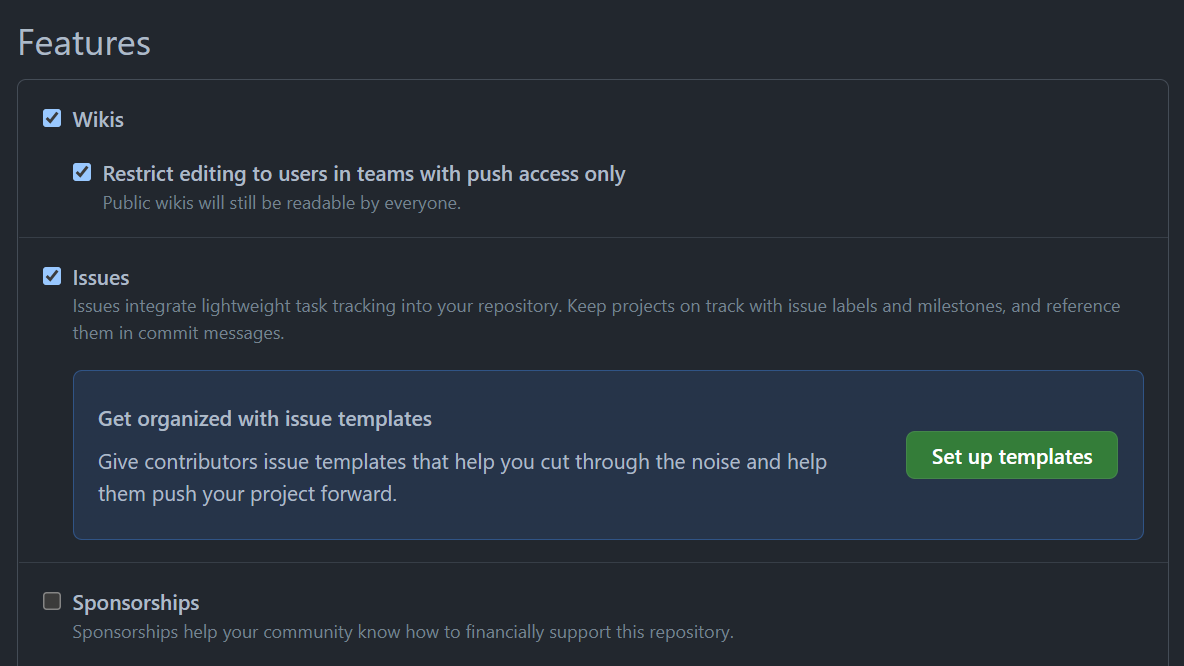 Features
Wikis
Restrict editing to users in teams with push access only
Public wikis will still be readable by everyone.
Issues
Issues integrate lightweight task tracking into your repository. Keep projects on track with issue labels and milestones, and reference
them in commit messages.
Get organized with issue templates
Give contributors issue templates that help you cut through the noise and help
them push your project forward.
Set up templates
Sponsorships
Sponsorships help your community know how to financially support this repository.